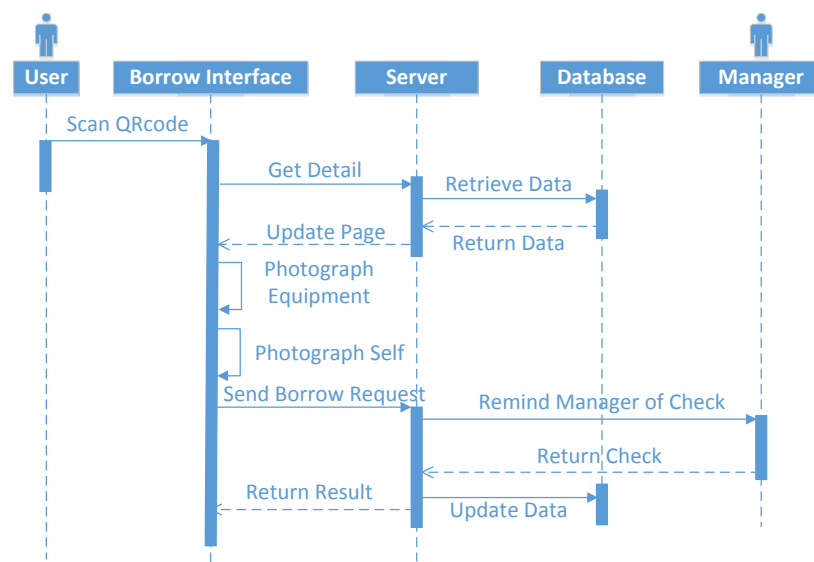 User
Borrow Interface
Server
Database
Manager
Scan QRcode
Get Detail
Retrieve Data
Update Page
Return Data
Photograph
Equipment
Photograph Self
Send Borrow Request
Remind Manager of Check
Return Check
Return Result
Update Data